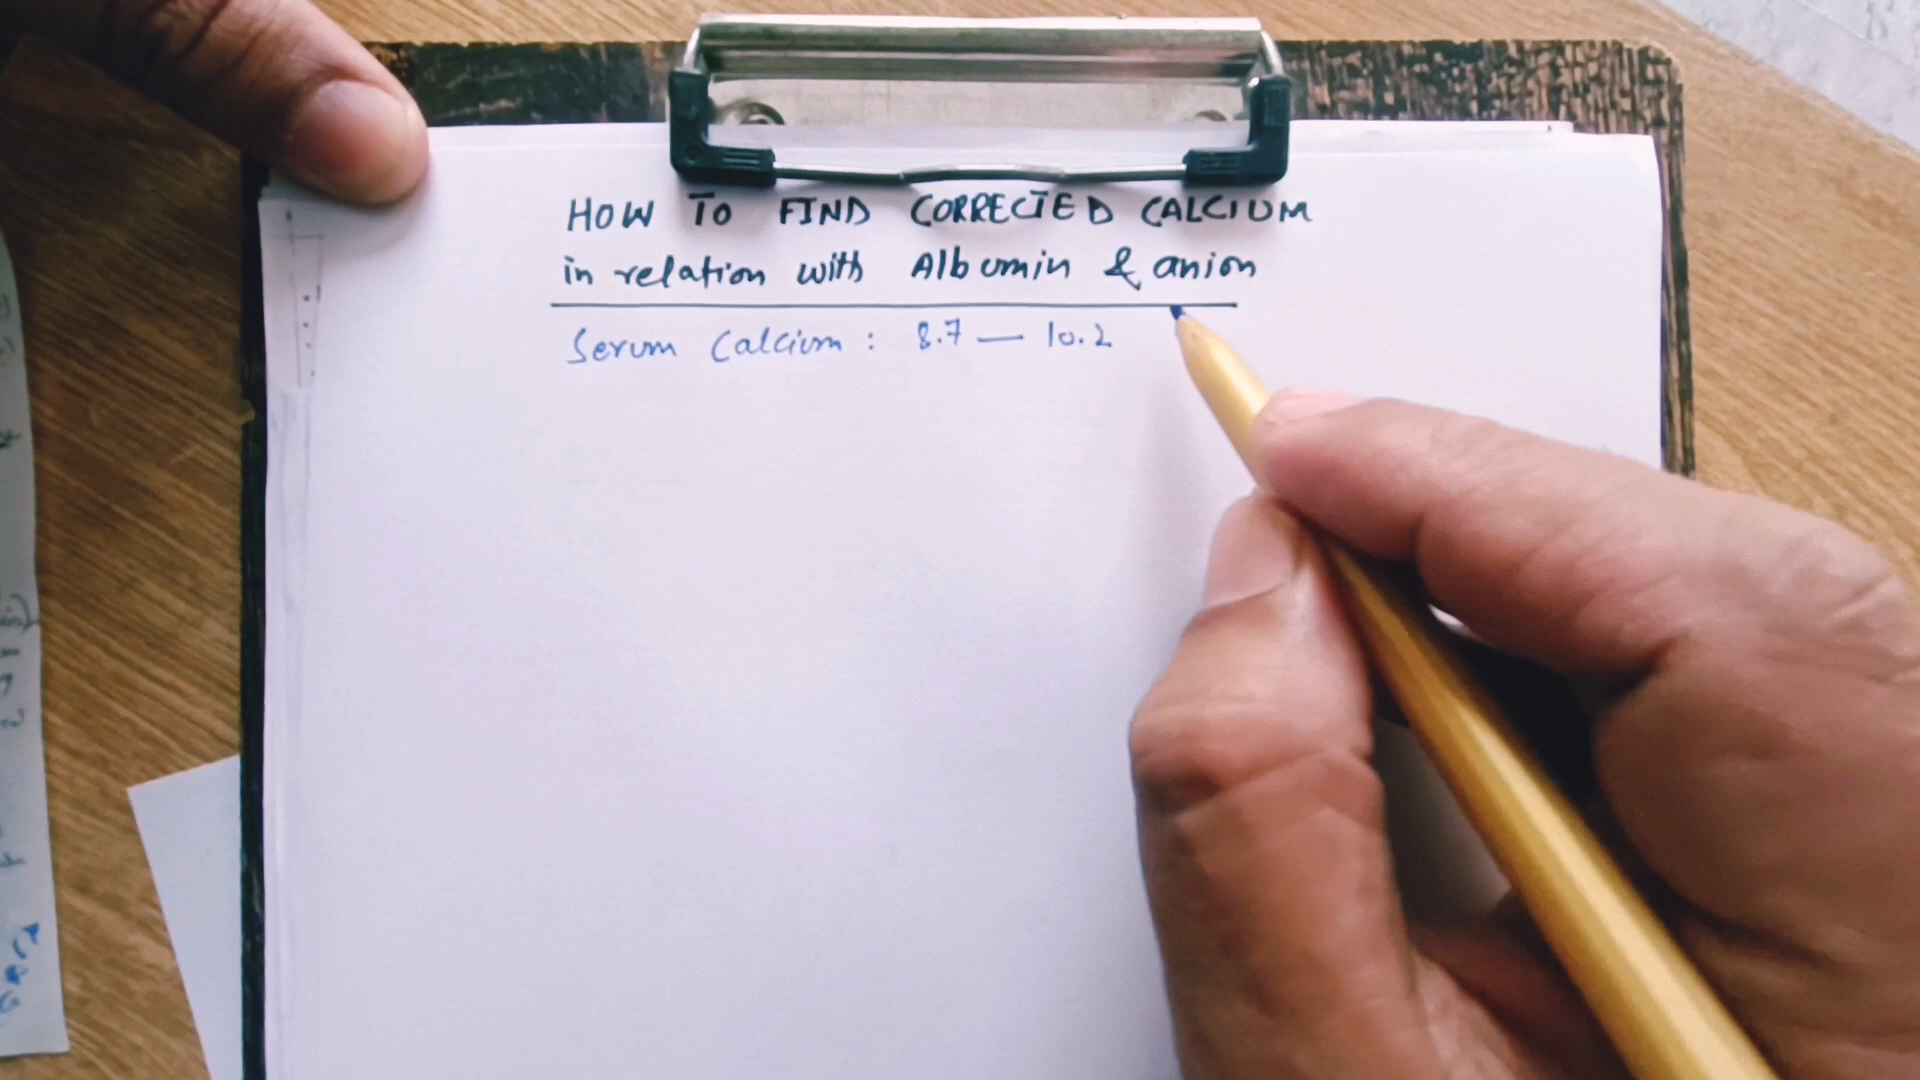 HOW TO FIND CORRECTED CALCIUM
in relation with Albumin & anion
Serum Calcium : 8.7 — 10.2